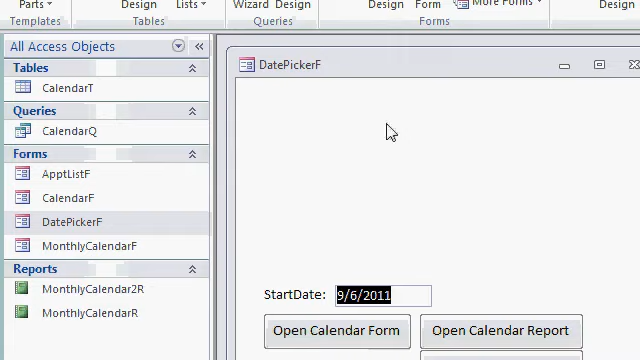 Parts Design Lists Wizard Design Design Form More Forms Design
Templates Tables Queries Forms
All Access Objects
DatePickerF
Tables
CalendarT
Queries
CalendarQ
Forms
ApptListF
CalendarF
DatePickerF
MonthlyCalendarF
Reports
MonthlyCalendar2R
MonthlyCalendarR
StartDate: 9/6/2011
Open Calendar Form Open Calendar Report